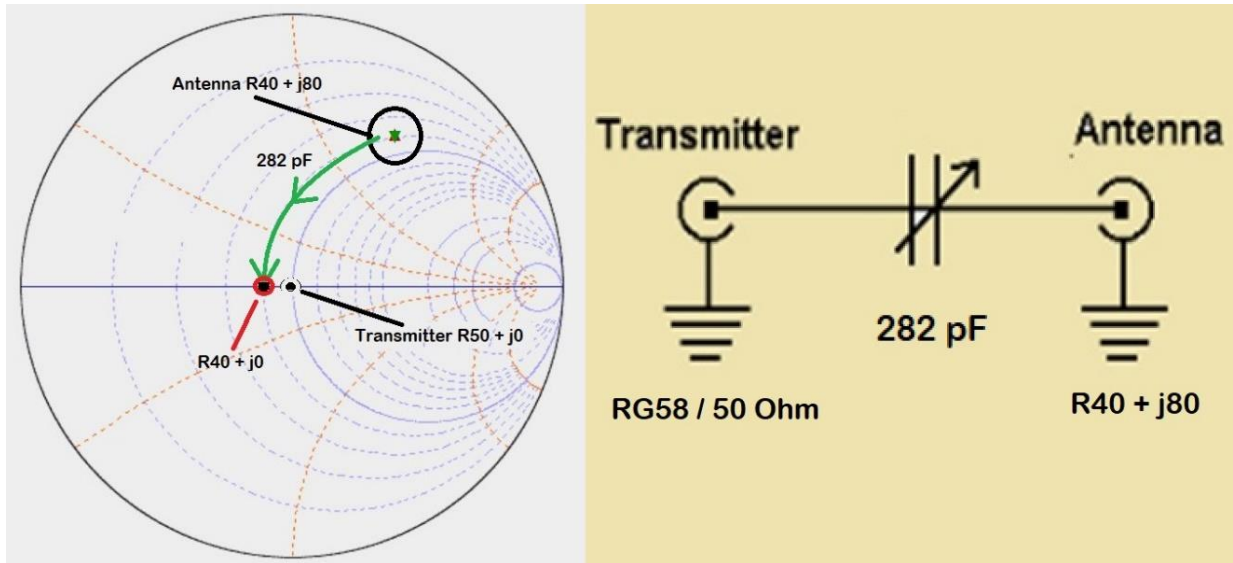 Antenna R40 + j80
282 pF
Transmitter R50 + j0
R40 + j0
Transmitter
Antenna
282 pF
RG58 / 50 Ohm
R40 + j80